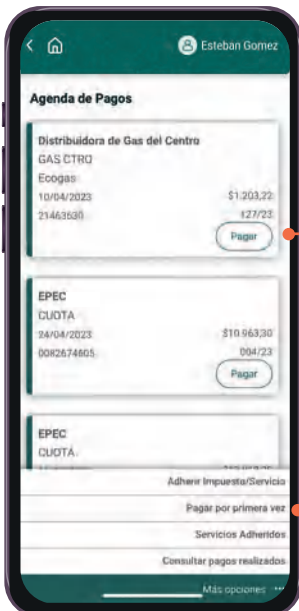 Esteban Gomez
Agenda de Pagos
Distribuidora de Gas del Centro
GAS CTRO
Ecogas
10/04/2023 $1.203,22
21463630 127/23
Pagar
EPEC
CUOTA
24/04/2023 $10.963,30
0082674605 004/23
Pagar
EPEC
CUOTA
Adherir Impuesto/Servicio
Pagar por primera vez
Servicios Adheridos
Consultar pagos realizados
Más opciones